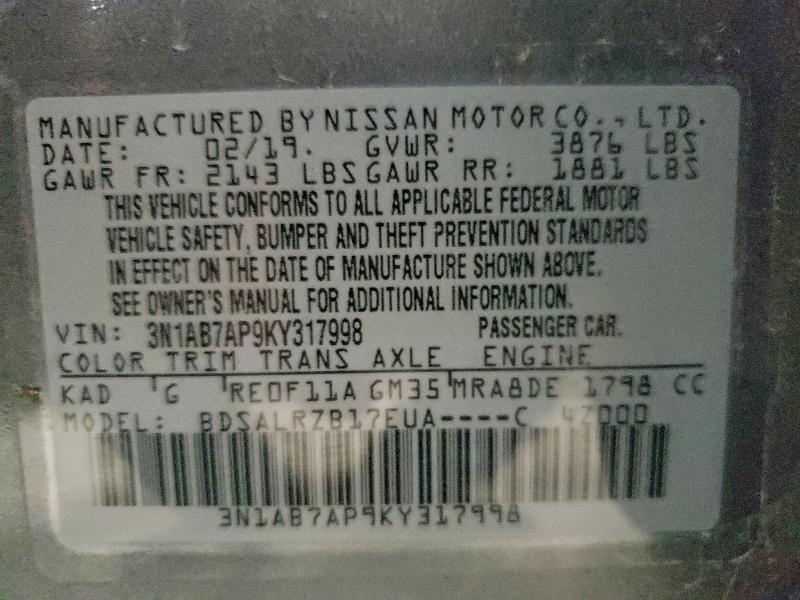 MANUFACTURED BY NISSAN MOTOR CO., LTD.
DATE: 02/19. GVWR: 3876 LBS
GAWR FR: 2143 LBS GAWR RR: 1881 LBS
THIS VEHICLE CONFORMS TO ALL APPLICABLE FEDERAL MOTOR
VEHICLE SAFETY, BUMPER AND THEFT PREVENTION STANDARDS
IN EFFECT ON THE DATE OF MANUFACTURE SHOWN ABOVE.
SEE OWNER'S MANUAL FOR ADDITIONAL INFORMATION.
VIN: 3N1AB7AP9KY317998 PASSENGER CAR.
COLOR TRIM TRANS AXLE ENGINE
KAD G RE0F11A GM35 MRA8DE 1798 CC
MODEL: BDSALRZB17EUA----C 4Z000
3N1AB7AP9KY317998